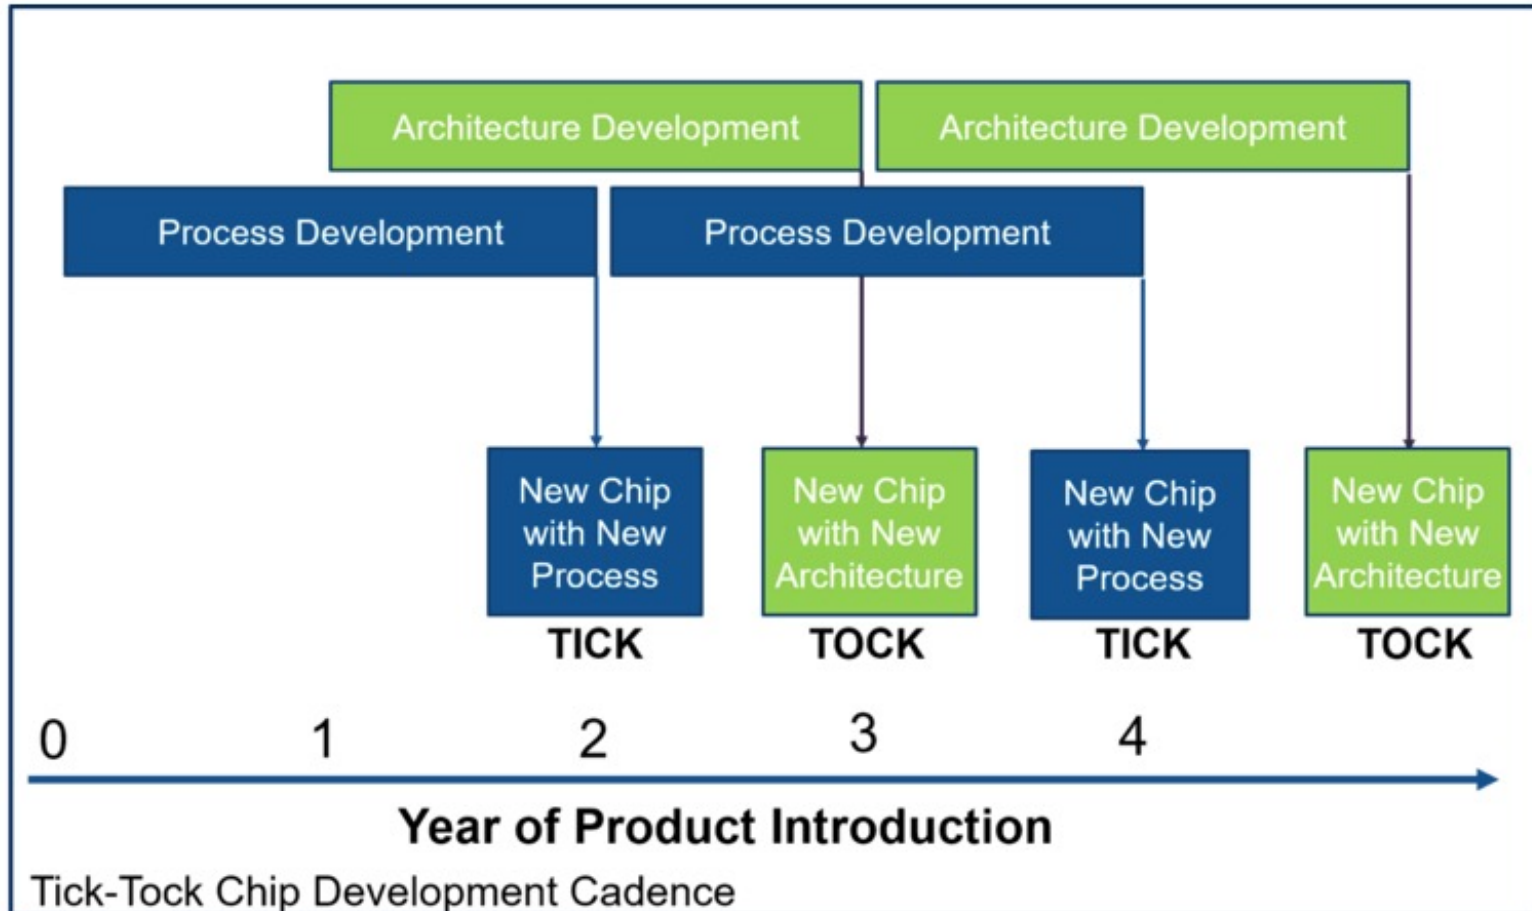 Architecture Development
Architecture Development
Process Development
Process Development
New Chip
with New
Process
TICK
New Chip
with New
Architecture
TOCK
New Chip
with New
Process
TICK
New Chip
with New
Architecture
TOCK
0 1 2 3 4
Year of Product Introduction
Tick-Tock Chip Development Cadence